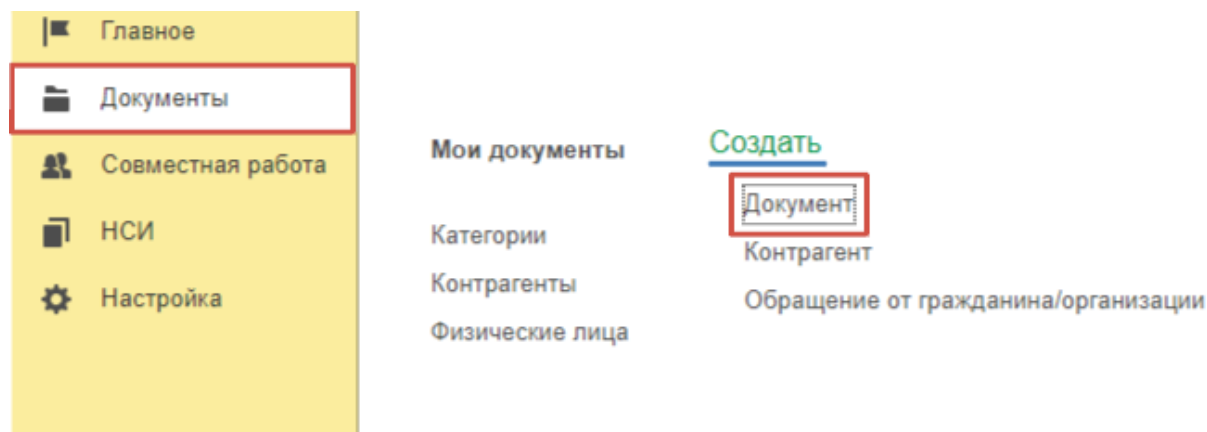 Главное
Документы
Совместная работа
НСИ
Настройка
Мои документы
Категории
Контрагенты
Физические лица
Создать
Документ
Контрагент
Обращение от гражданина/организации